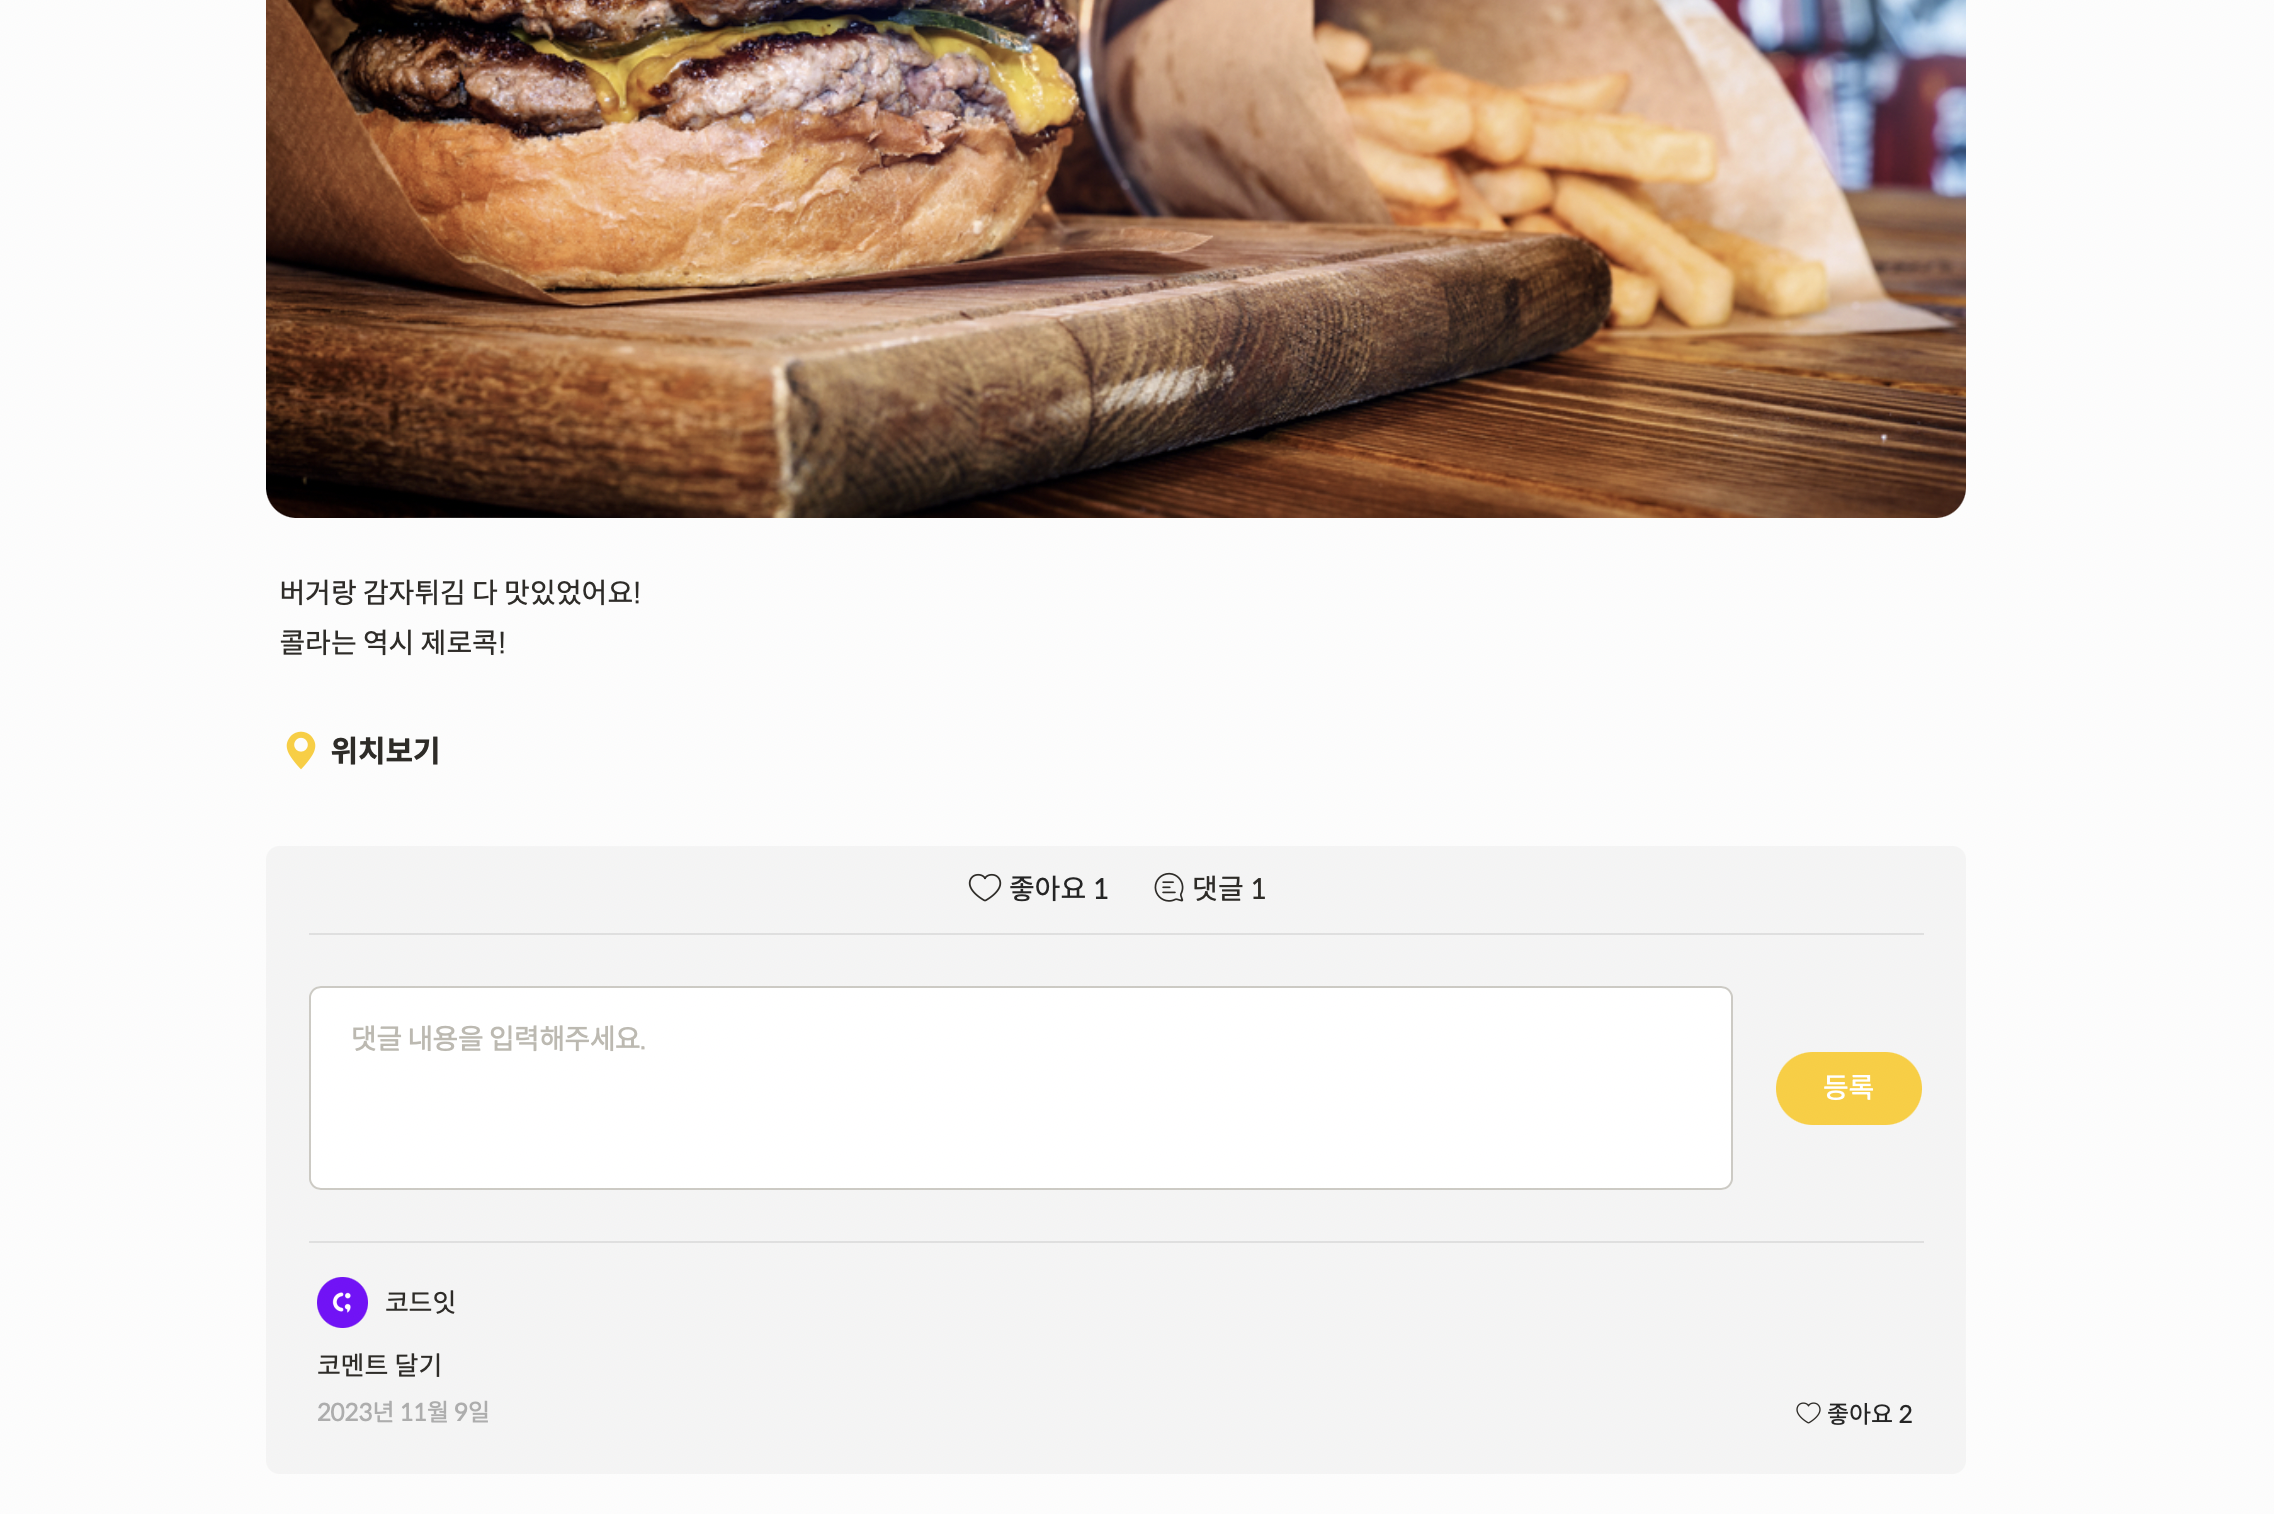 버거랑 감자튀김 다 맛있었어요!
콜라는 역시 제로콕!
위치보기
좋아요 1 댓글 1
댓글 내용을 입력해주세요.
등록
코드잇
코멘트 달기
2023년 11월 9일
좋아요 2